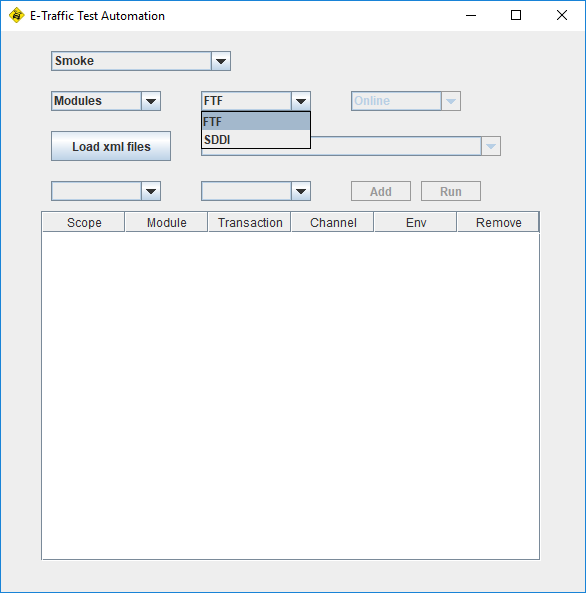 E-Traffic Test Automation
Smoke
Modules FTF Online
FTF
SDDI
Load xml files
Add Run
Scope Module Transaction Channel Env Remove